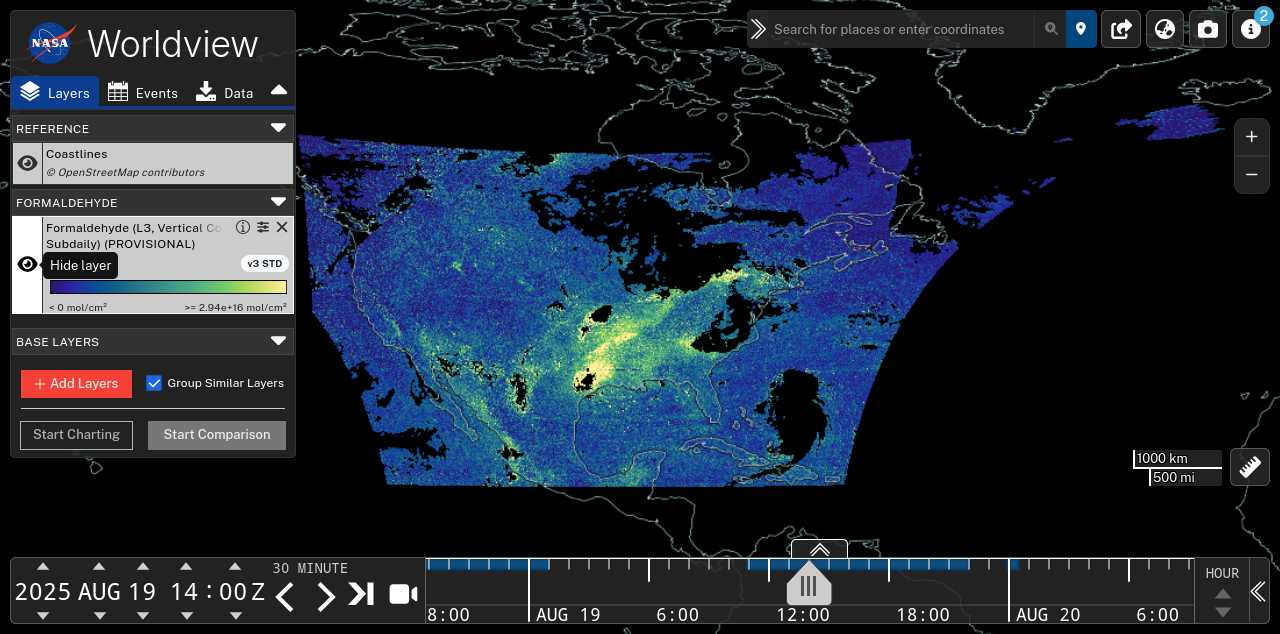 NASA Worldview
Search for places or enter coordinates
2
Layers Events Data
REFERENCE
Coastlines
© OpenStreetMap contributors
FORMALDEHYDE
Formaldehyde (L3, Vertical Co
Subdaily) (PROVISIONAL)
Hide layer
v3 STD
< 0 mol/cm²
>= 2.94e+16 mol/cm²
BASE LAYERS
+ Add Layers
Group Similar Layers
Start Charting
Start Comparison
+
−
1000 km
500 mi
30 MINUTE
2025 AUG 19 14 : 00 Z
8:00 AUG 19 6:00 12:00 18:00 AUG 20 6:00
HOUR